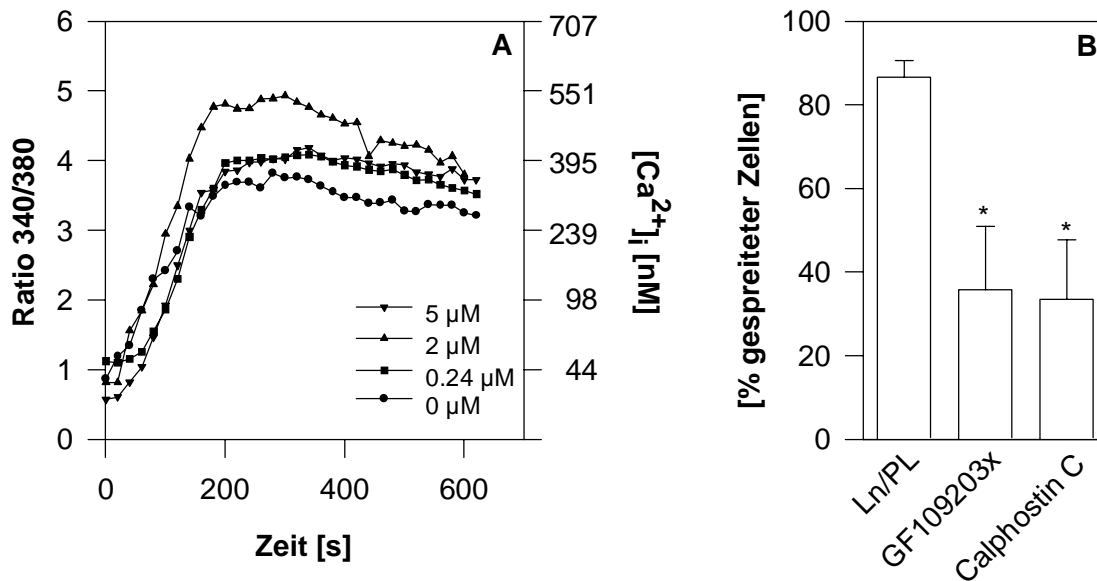 A
Ratio 340/380
6
5
4
3
2
1
0
707
551
395
239
98
44
[Ca2+]i [nM]
5 µM
2 µM
0.24 µM
0 µM
0 200 400 600
Zeit [s]
B
[% gespreiteter Zellen]
100
80
60
40
20
0
* *
Ln/PL
GF109203x
Calphostin C